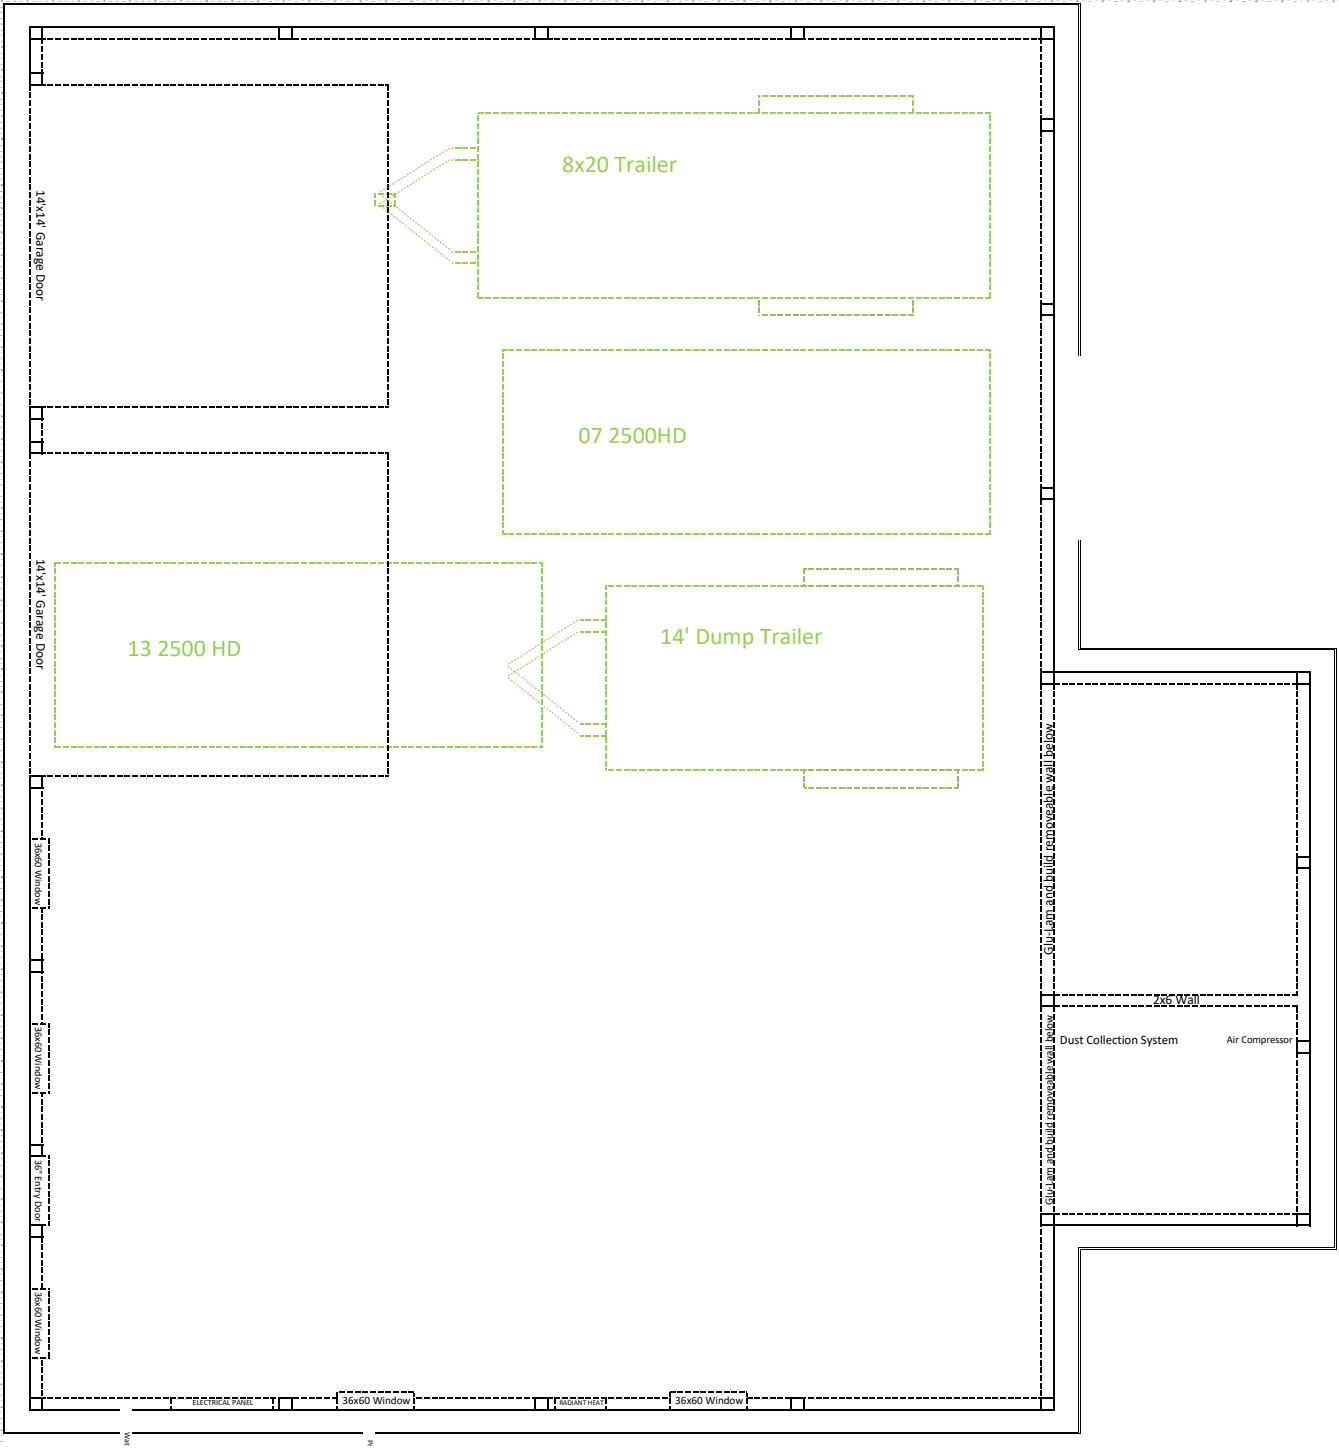 8x20 Trailer
14'x14' Garage Door
07 2500HD
14'x14' Garage Door
13 2500 HD
14' Dump Trailer
Glu-Lam and build removeable wall below
36x60 Window
2x6 Wall
Dust Collection System
Air Compressor
Glu-Lam and build removeable wall below
36x60 Window
36" Entry Door
36x60 Window
ELECTRICAL PANEL
36x60 Window
RADIANT HEAT
36x60 Window
Wat